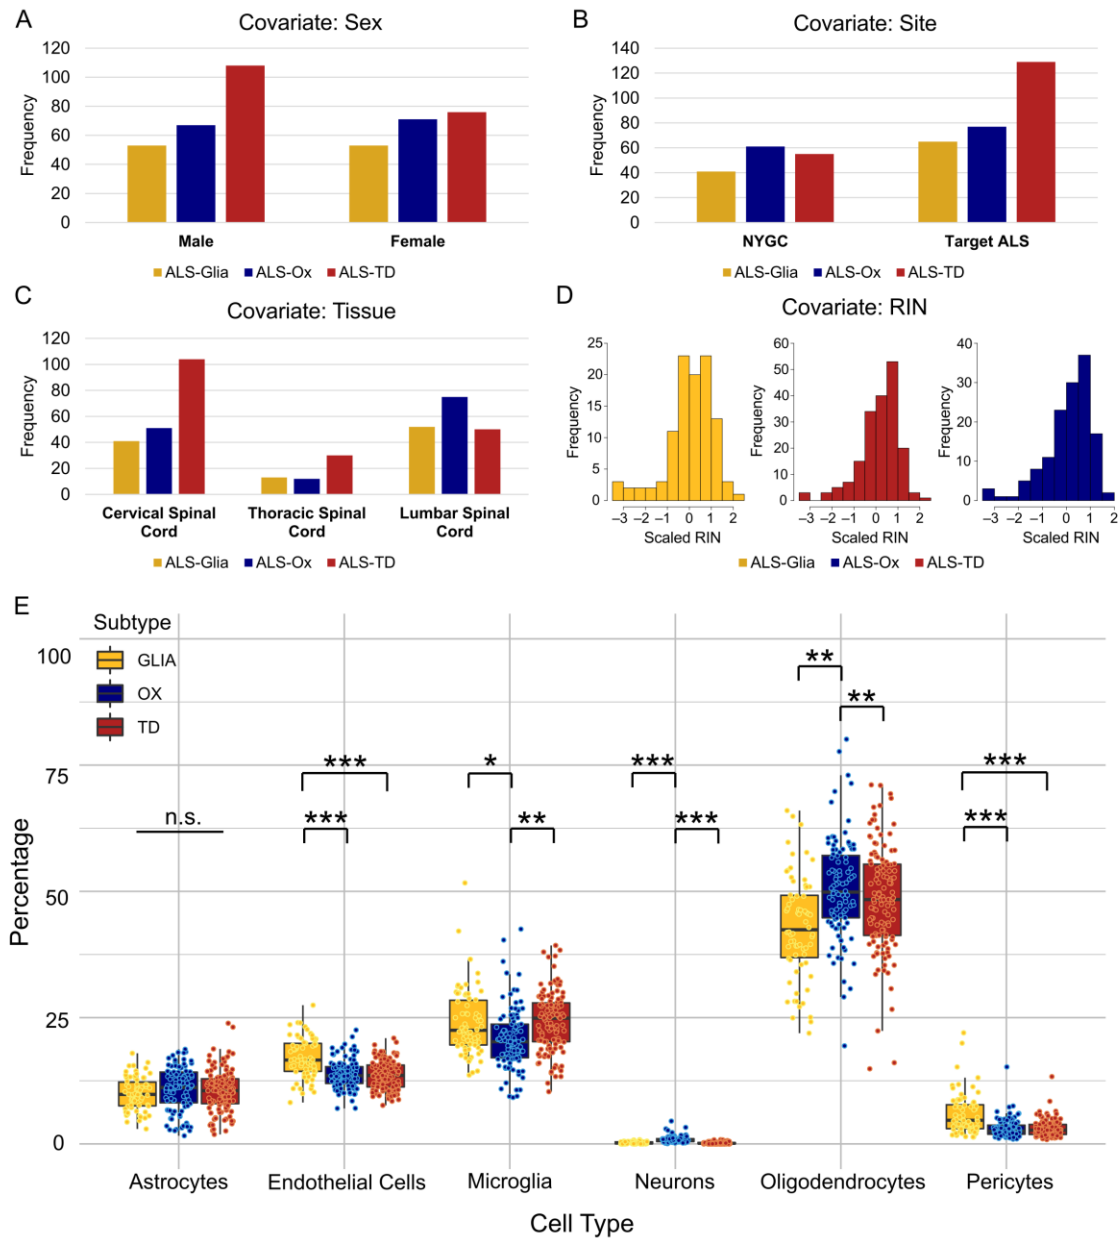 A
Covariate: Sex
120
100
80
60
40
20
0
Frequency
Male
Female
ALS-Glia ALS-Ox ALS-TD
B
Covariate: Site
140
120
100
80
60
40
20
0
Frequency
NYGC
Target ALS
ALS-Glia ALS-Ox ALS-TD
C
Covariate: Tissue
120
100
80
60
40
20
0
Frequency
Cervical Spinal
Cord
Thoracic Spinal
Cord
Lumbar Spinal
Cord
ALS-Glia ALS-Ox ALS-TD
D
Covariate: RIN
25
20
15
10
5
0
Frequency
-3 -2 -1 0 1 2
Scaled RIN
60
50
40
30
20
10
0
Frequency
-3 -2 -1 0 1 2
Scaled RIN
40
30
20
10
0
Frequency
-3 -2 -1 0 1 2
Scaled RIN
ALS-Glia ALS-Ox ALS-TD
E
Subtype
GLIA
OX
TD
100
75
50
25
0
Percentage
n.s.
***
***
*
**
***
***
**
**
***
***
Astrocytes
Endothelial Cells
Microglia
Neurons
Oligodendrocytes
Pericytes
Cell Type